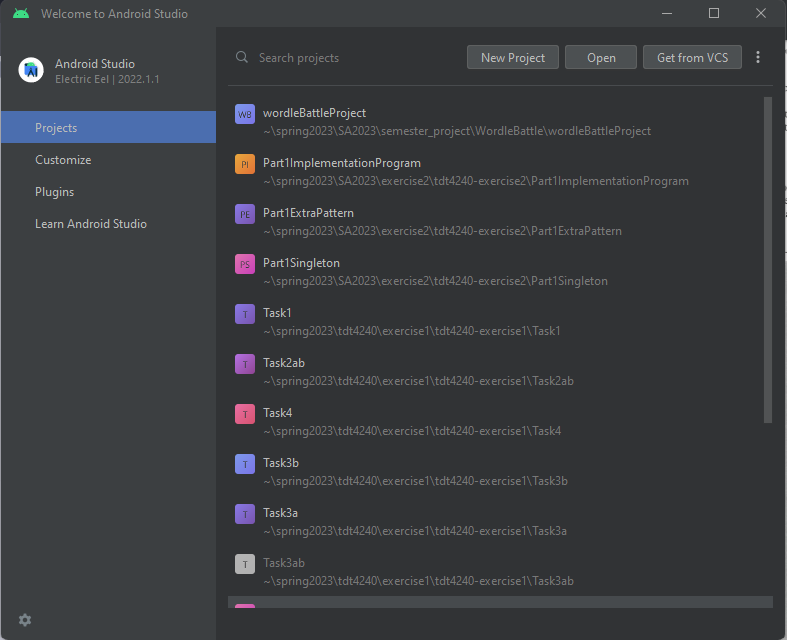 Welcome to Android Studio
Android Studio
Electric Eel | 2022.1.1
Projects
Customize
Plugins
Learn Android Studio
Search projects
New Project
Open
Get from VCS
WB
wordleBattleProject
~\spring2023\SA2023\semester_project\WordleBattle\wordleBattleProject
PI
Part1ImplementationProgram
~\spring2023\SA2023\exercise2\tdt4240-exercise2\Part1ImplementationProgram
PE
Part1ExtraPattern
~\spring2023\SA2023\exercise2\tdt4240-exercise2\Part1ExtraPattern
PS
Part1Singleton
~\spring2023\SA2023\exercise2\tdt4240-exercise2\Part1Singleton
T
Task1
~\spring2023\tdt4240\exercise1\tdt4240-exercise1\Task1
T
Task2ab
~\spring2023\tdt4240\exercise1\tdt4240-exercise1\Task2ab
T
Task4
~\spring2023\tdt4240\exercise1\tdt4240-exercise1\Task4
T
Task3b
~\spring2023\tdt4240\exercise1\tdt4240-exercise1\Task3b
T
Task3a
~\spring2023\tdt4240\exercise1\tdt4240-exercise1\Task3a
T
Task3ab
~\spring2023\tdt4240\exercise1\tdt4240-exercise1\Task3ab